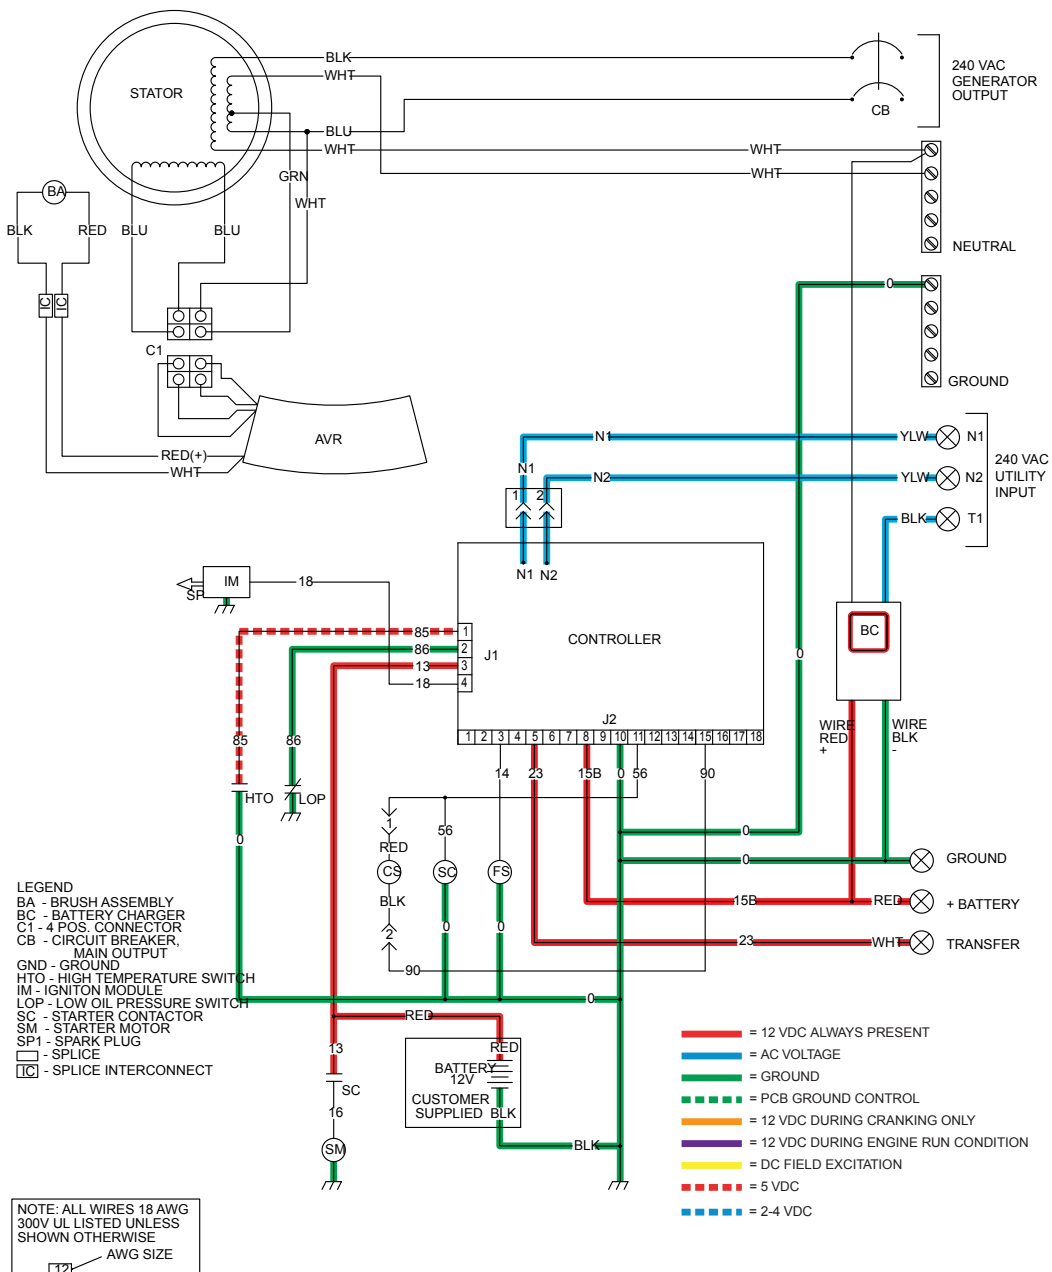 STATOR
BLK
WHT
BLU
WHT
GRN
WHT
CB
240 VAC
GENERATOR
OUTPUT
WHT
WHT
NEUTRAL
BA
BLK
RED
BLU
BLU
IC
IC
C1
0
GROUND
AVR
RED(+)
WHT
N1
YLW
N1
N1
N2
YLW
N2
1
2
BLK
T1
240 VAC
UTILITY
INPUT
N1
N2
SP
IM
18
CONTROLLER
BC
85
86
13
18
1
2
3
4
J1
J2
1 2 3 4 5 6 7 8 9 10 11 12 13 14 15 16 17 18
0
WIRE
RED
+
WIRE
BLK
-
85
86
HTO
LOP
14
23
15B
0
56
90
1
RED
CS
BLK
2
56
SC
FS
0
0
0
0
0
GROUND
15B
RED
+ BATTERY
23
WHT
TRANSFER
90
0
LEGEND
BA - BRUSH ASSEMBLY
BC - BATTERY CHARGER
C1 - 4 POS. CONNECTOR
CB - CIRCUIT BREAKER,
MAIN OUTPUT
GND - GROUND
HTO - HIGH TEMPERATURE SWITCH
IM - IGNITON MODULE
LOP - LOW OIL PRESSURE SWITCH
SC - STARTER CONTACTOR
SM - STARTER MOTOR
SP1 - SPARK PLUG
- SPLICE
IC - SPLICE INTERCONNECT
RED
13
SC
16
SM
RED
BATTERY
12V
CUSTOMER
SUPPLIED
BLK
BLK
= 12 VDC ALWAYS PRESENT
= AC VOLTAGE
= GROUND
= PCB GROUND CONTROL
= 12 VDC DURING CRANKING ONLY
= 12 VDC DURING ENGINE RUN CONDITION
= DC FIELD EXCITATION
= 5 VDC
= 2-4 VDC
NOTE: ALL WIRES 18 AWG
300V UL LISTED UNLESS
SHOWN OTHERWISE
AWG SIZE
12